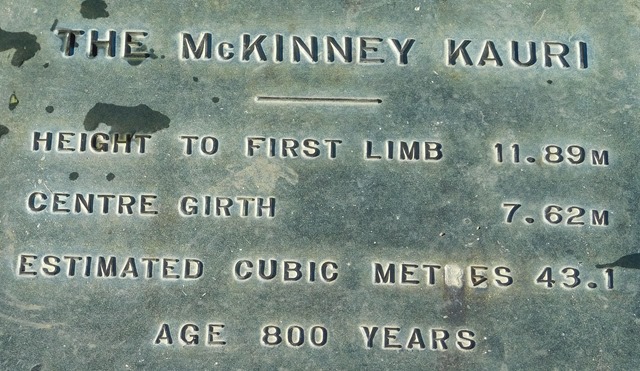 THE McKINNEY KAURI
HEIGHT TO FIRST LIMB 11.89M
CENTRE GIRTH 7.62M
ESTIMATED CUBIC METRES 43.1
AGE 800 YEARS